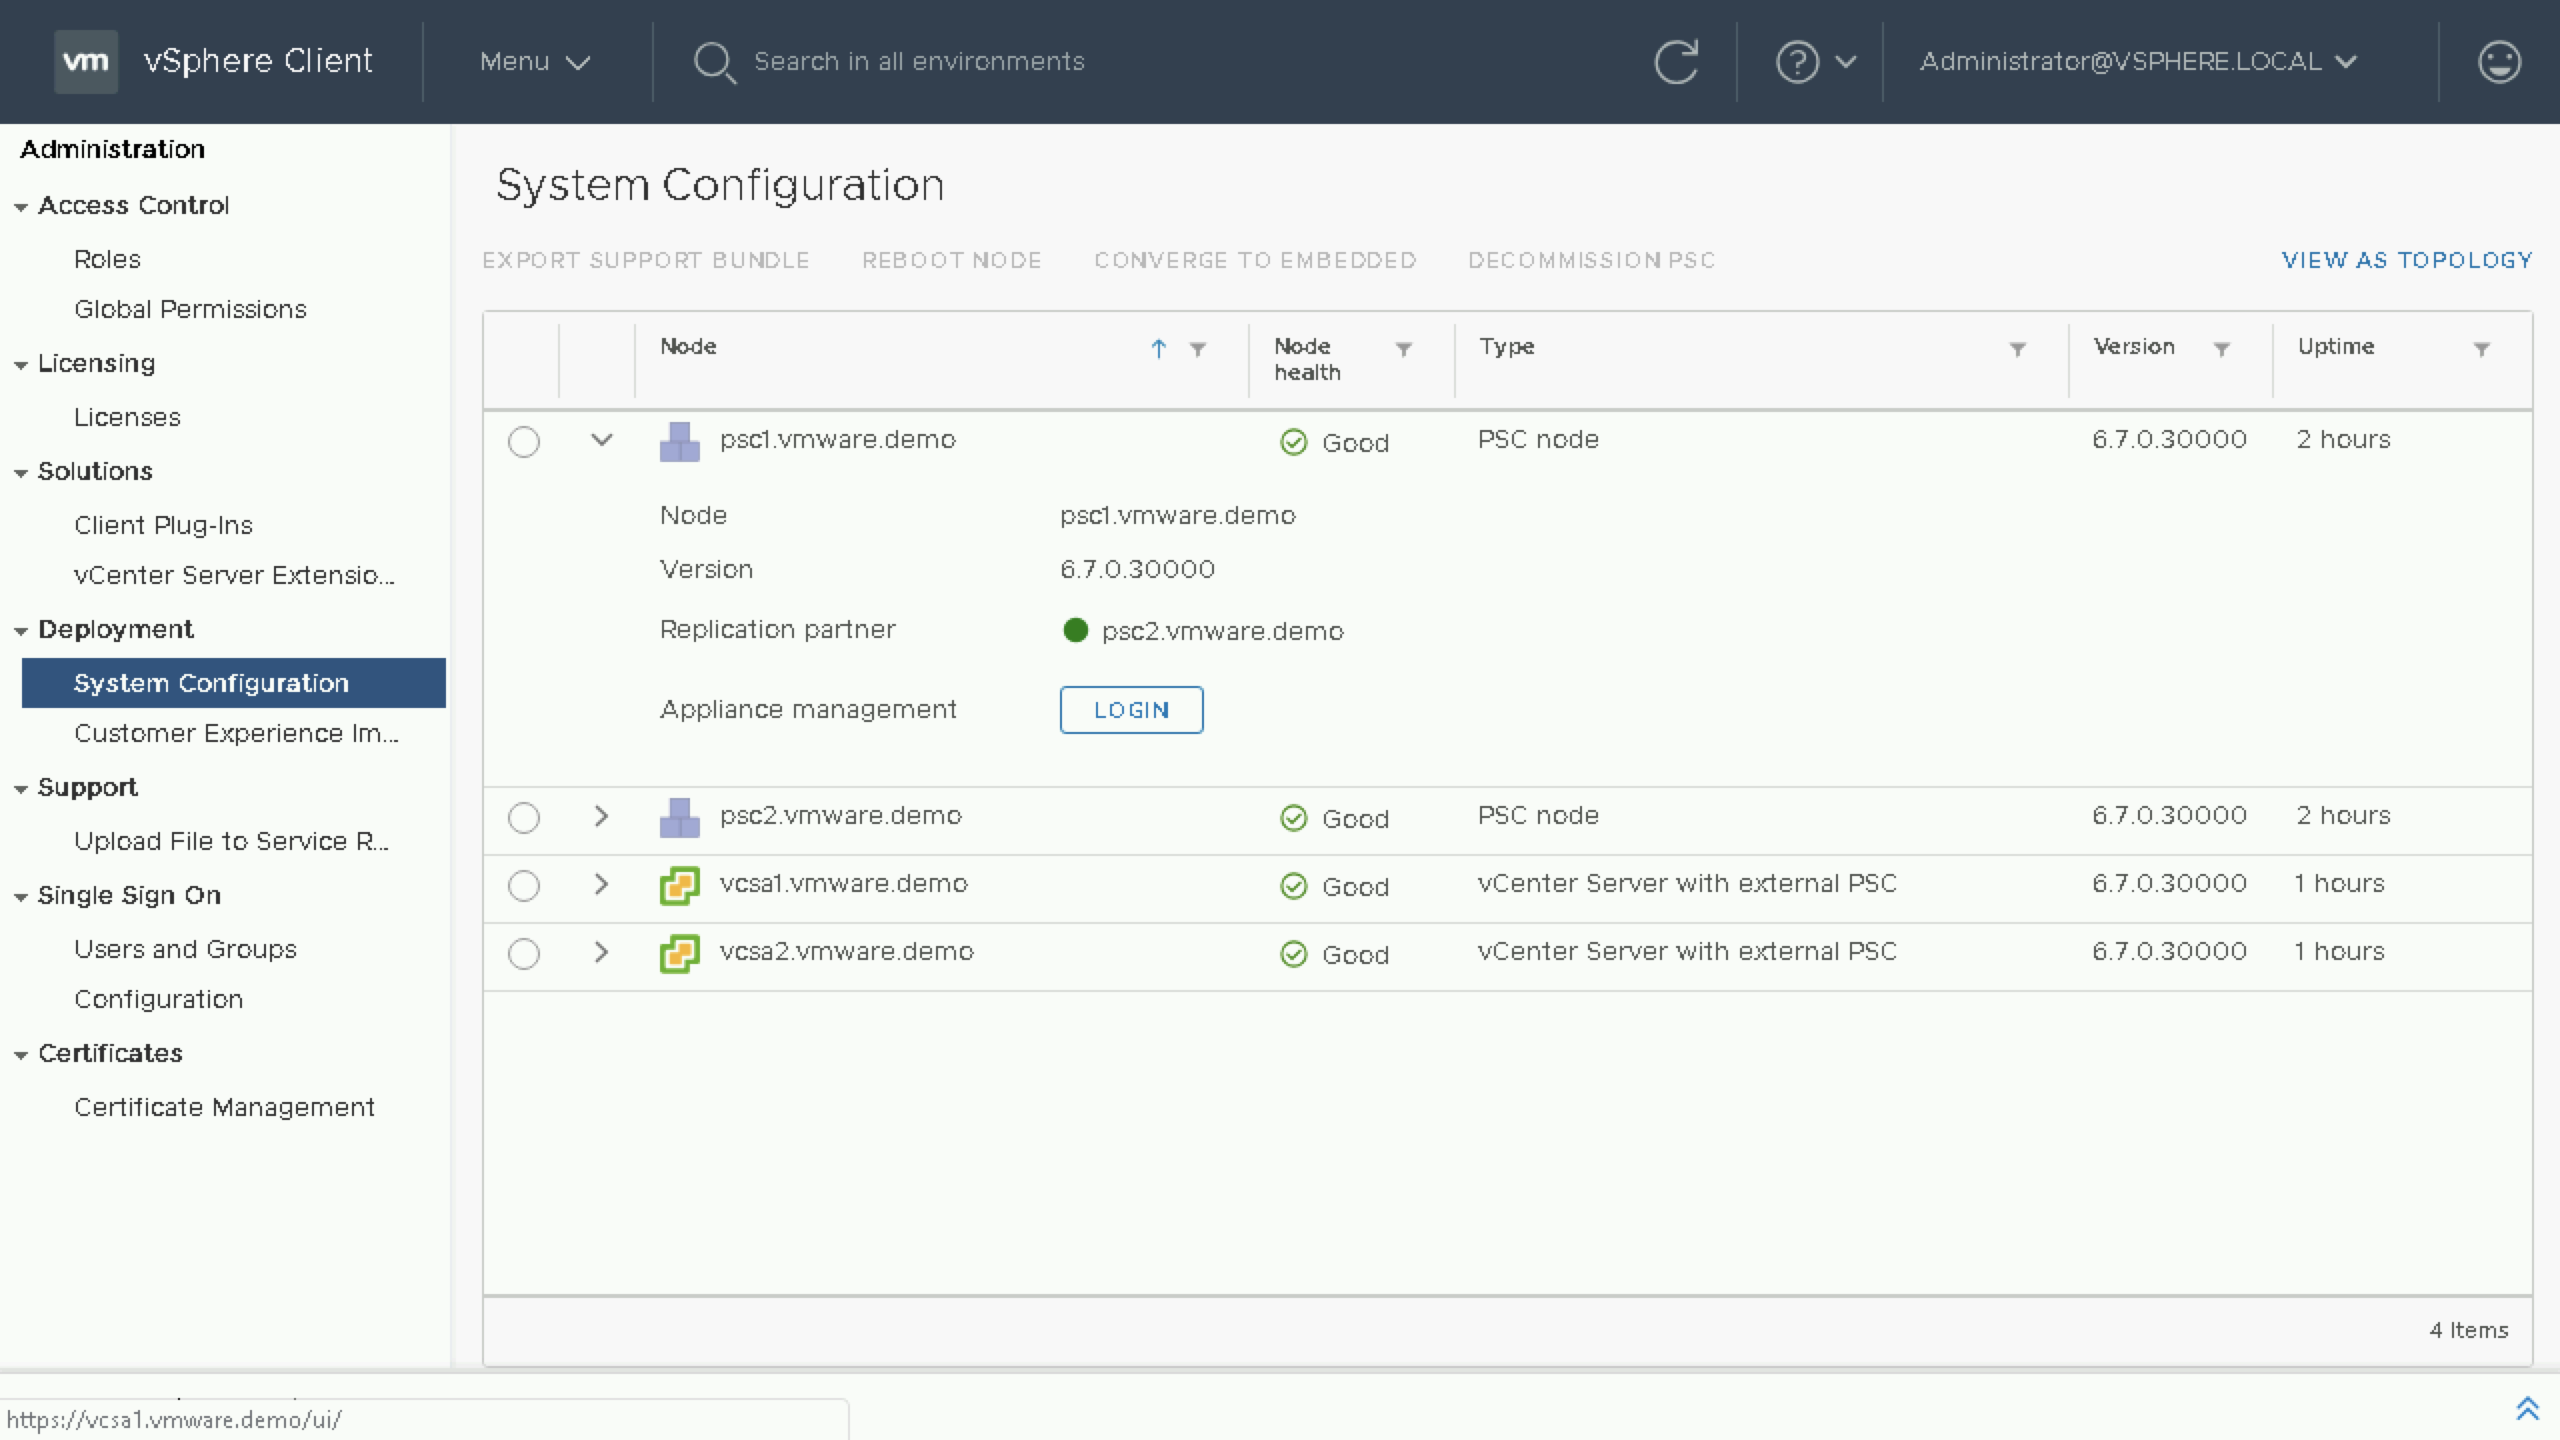 vm vSphere Client Menu Search in all environments Administrator@VSPHERE.LOCAL
Administration
Access Control
Roles
Global Permissions
Licensing
Licenses
Solutions
Client Plug-Ins
vCenter Server Extensio...
Deployment
System Configuration
Customer Experience Im...
Support
Upload File to Service R...
Single Sign On
Users and Groups
Configuration
Certificates
Certificate Management
System Configuration
EXPORT SUPPORT BUNDLE REBOOT NODE CONVERGE TO EMBEDDED DECOMMISSION PSC VIEW AS TOPOLOGY
Node Node health Type Version Uptime
psc1.vmware.demo Good PSC node 6.7.0.30000 2 hours
Node psc1.vmware.demo
Version 6.7.0.30000
Replication partner psc2.vmware.demo
Appliance management LOGIN
psc2.vmware.demo Good PSC node 6.7.0.30000 2 hours
vcsa1.vmware.demo Good vCenter Server with external PSC 6.7.0.30000 1 hours
vcsa2.vmware.demo Good vCenter Server with external PSC 6.7.0.30000 1 hours
4 Items
https://vcsa1.vmware.demo/ui/